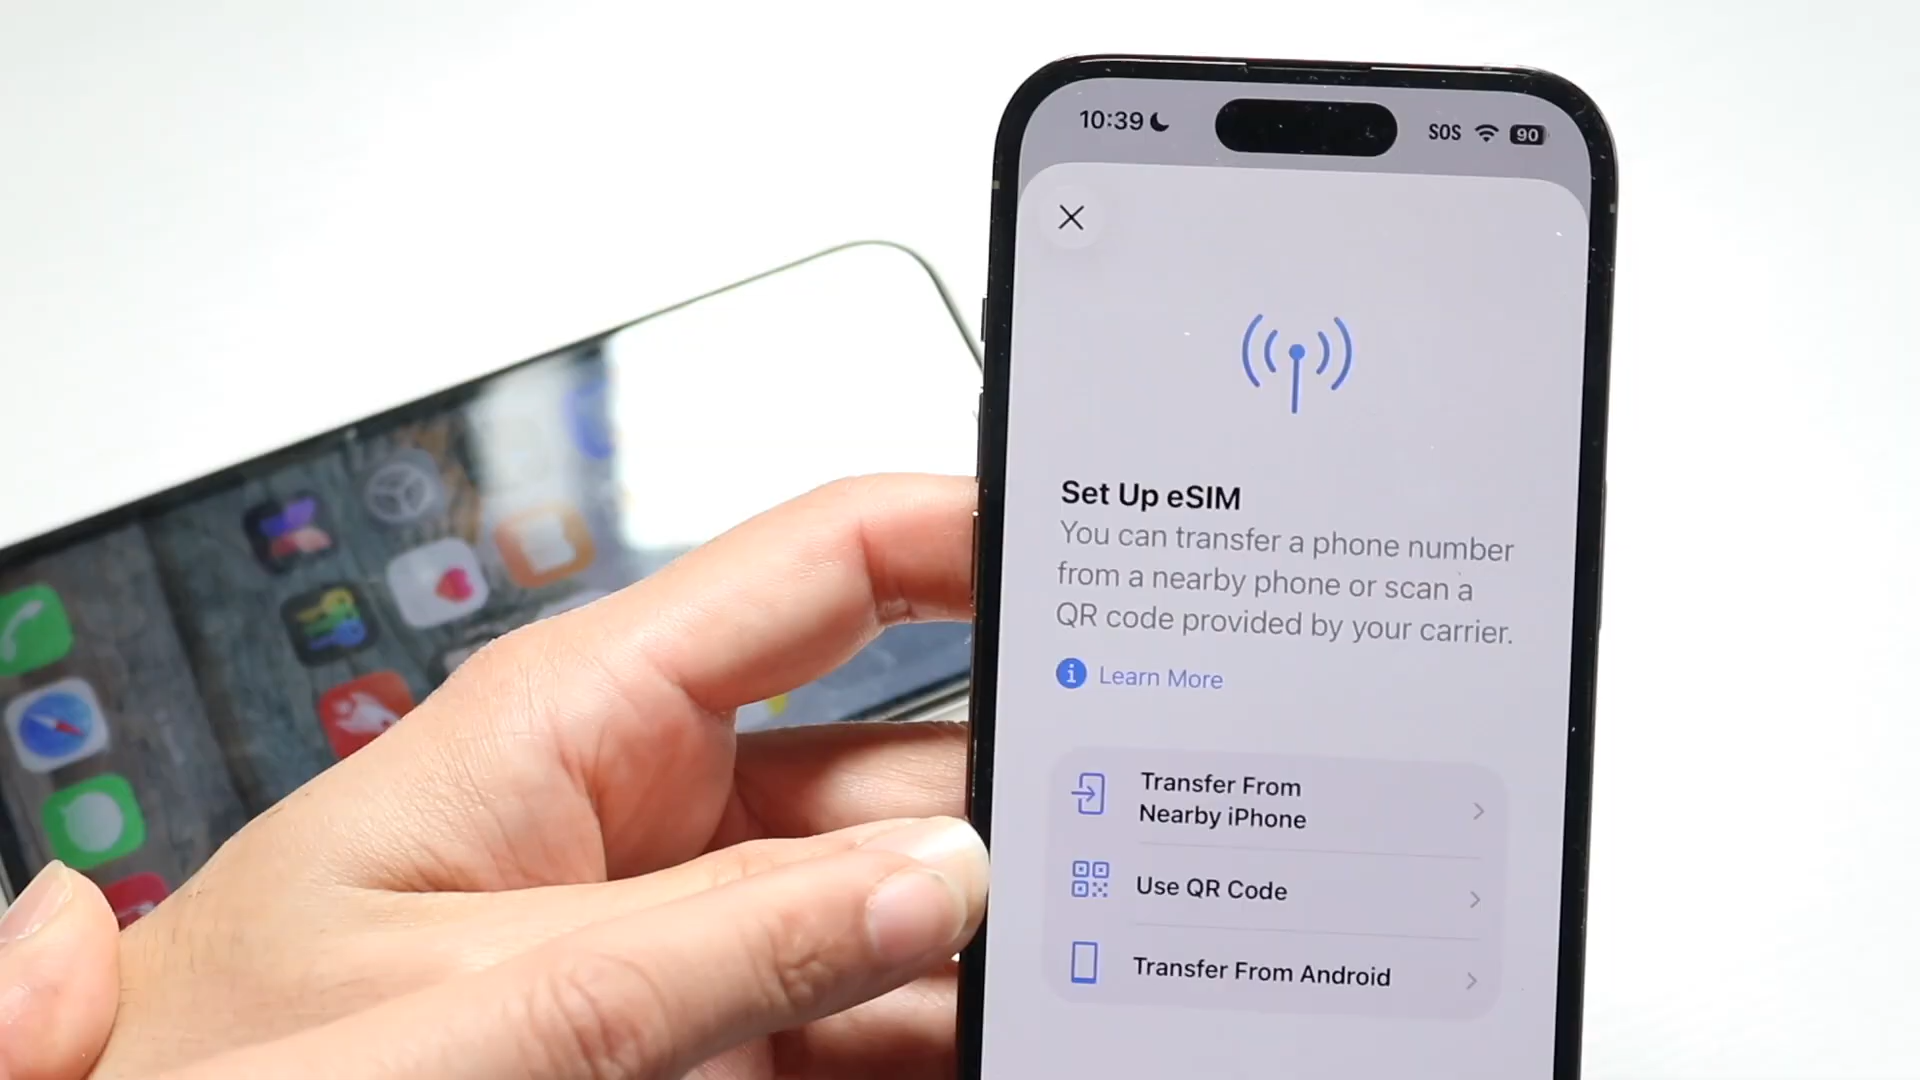 10:39
SOS
90
Set Up eSIM
You can transfer a phone number
from a nearby phone or scan a
QR code provided by your carrier.
Learn More
Transfer From
Nearby iPhone
Use QR Code
Transfer From Android